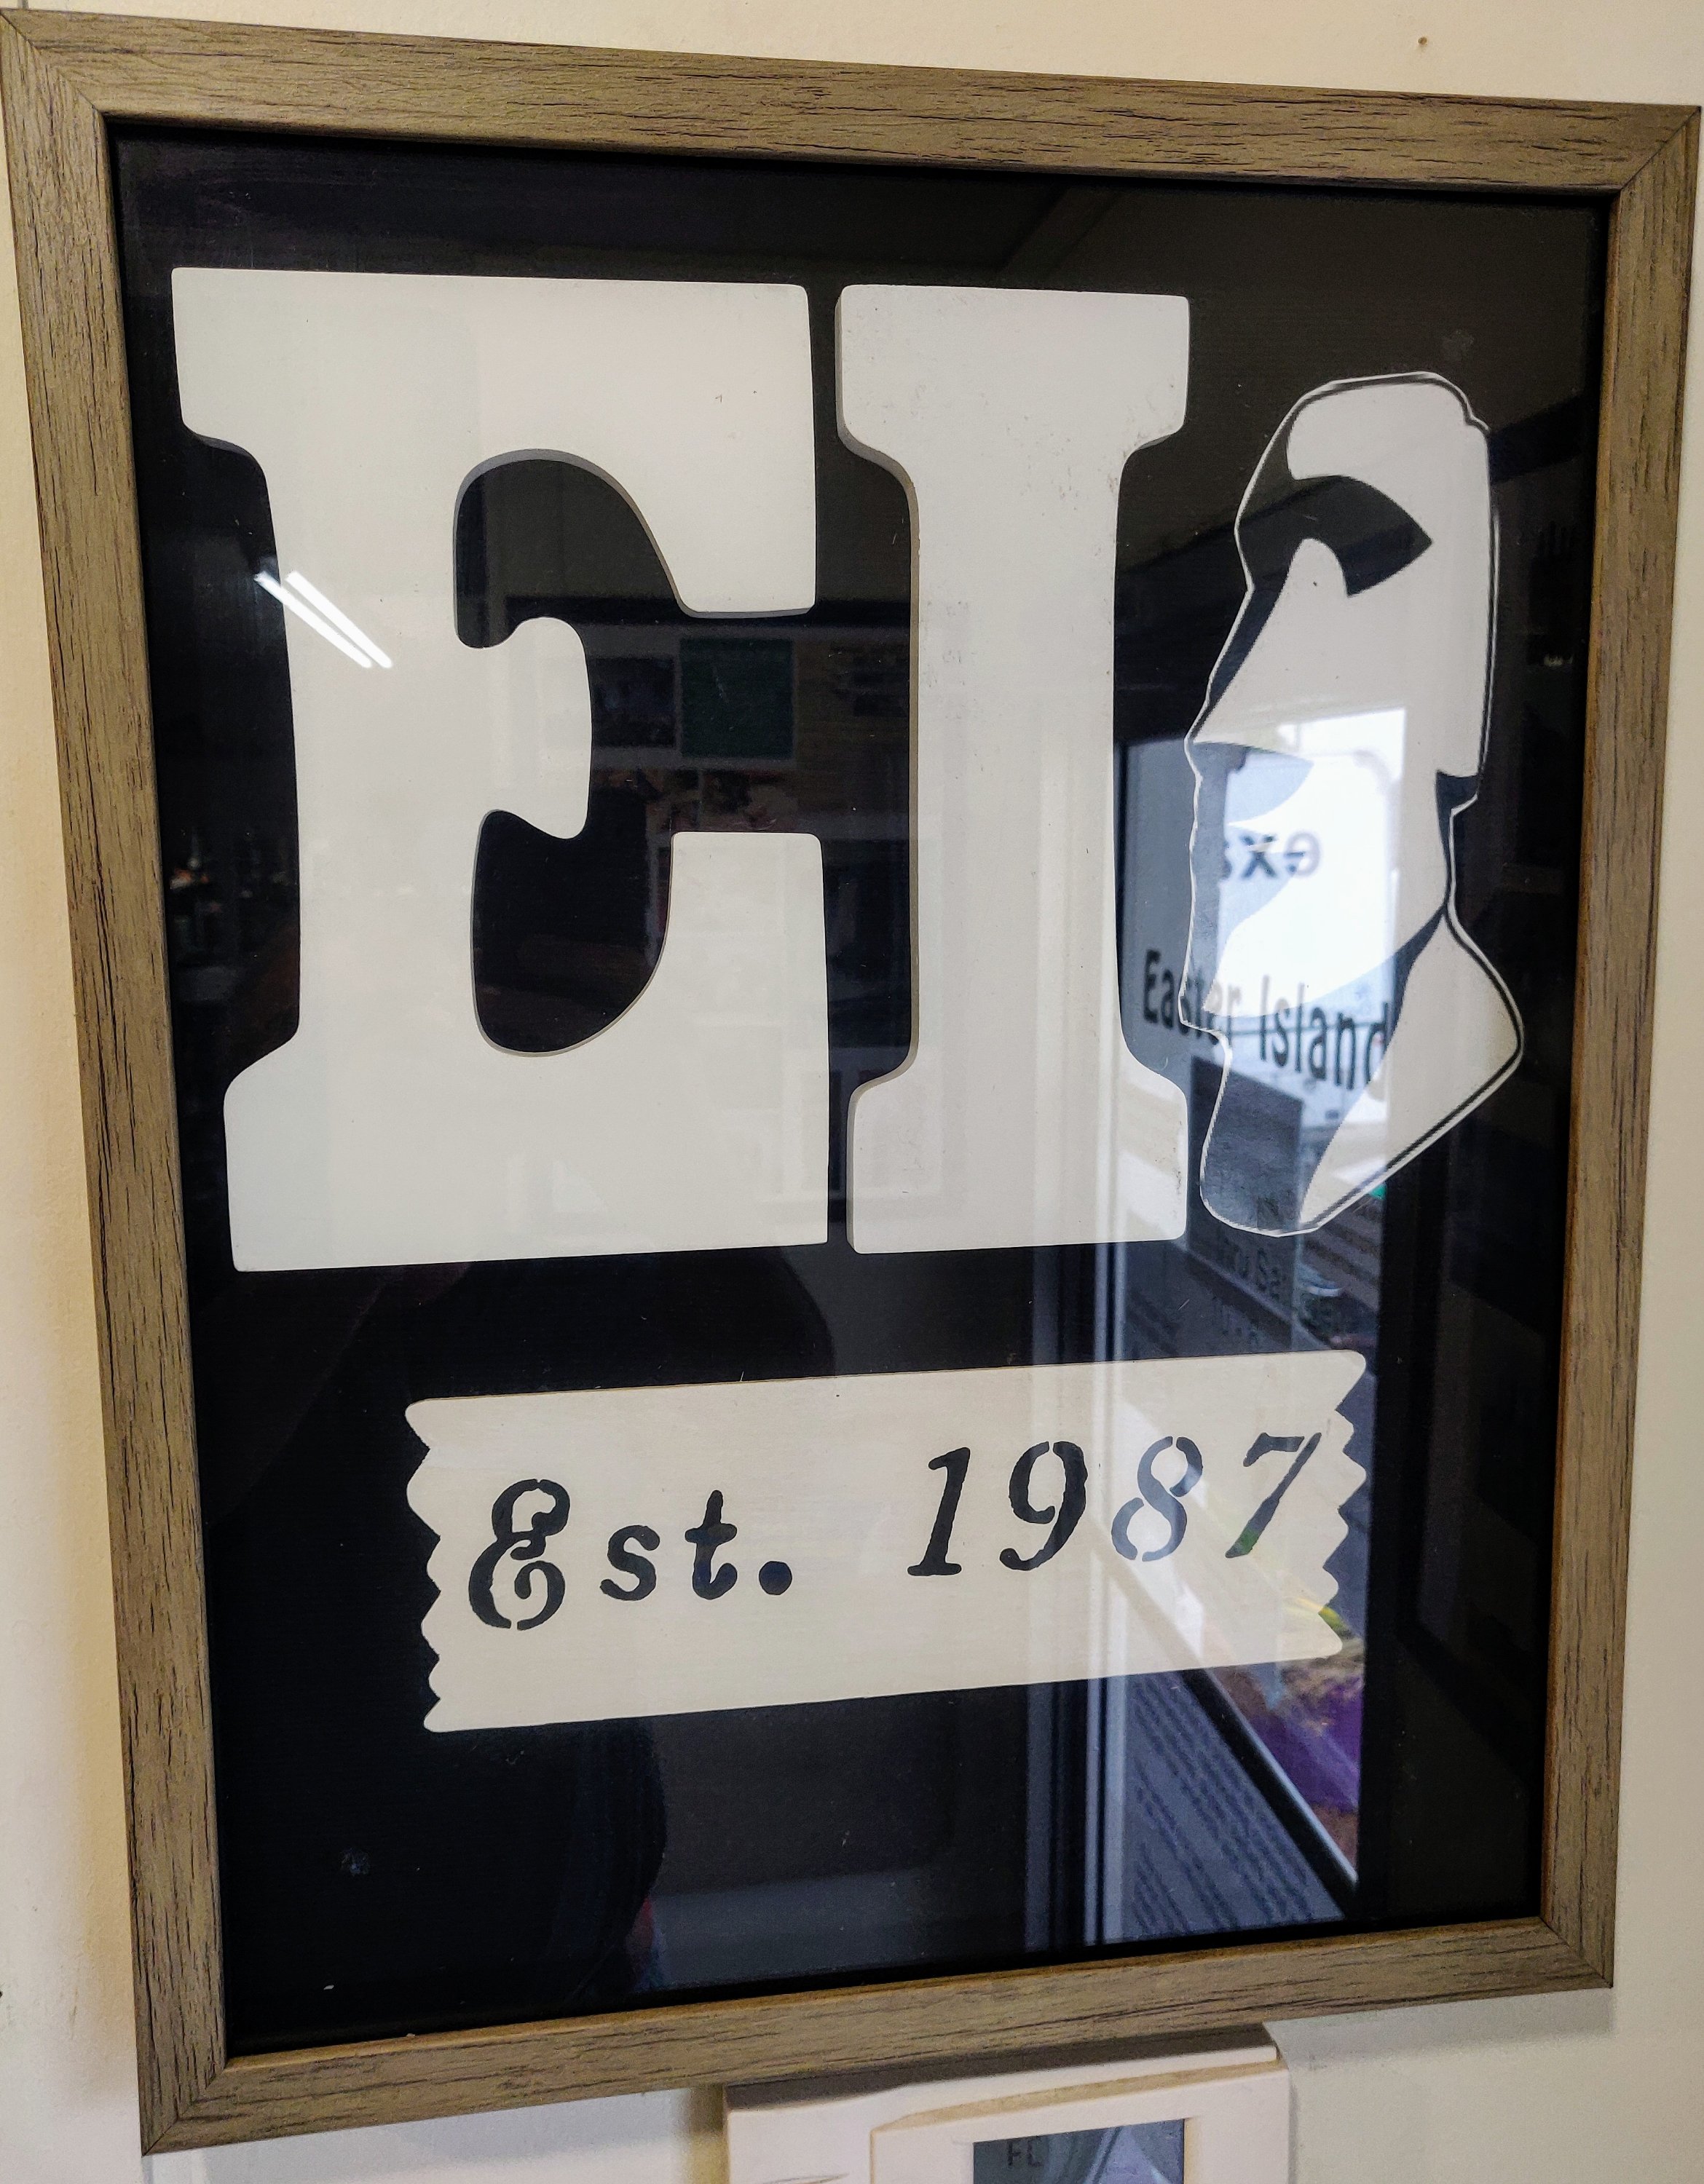 EI
Easter Island
Est. 1987